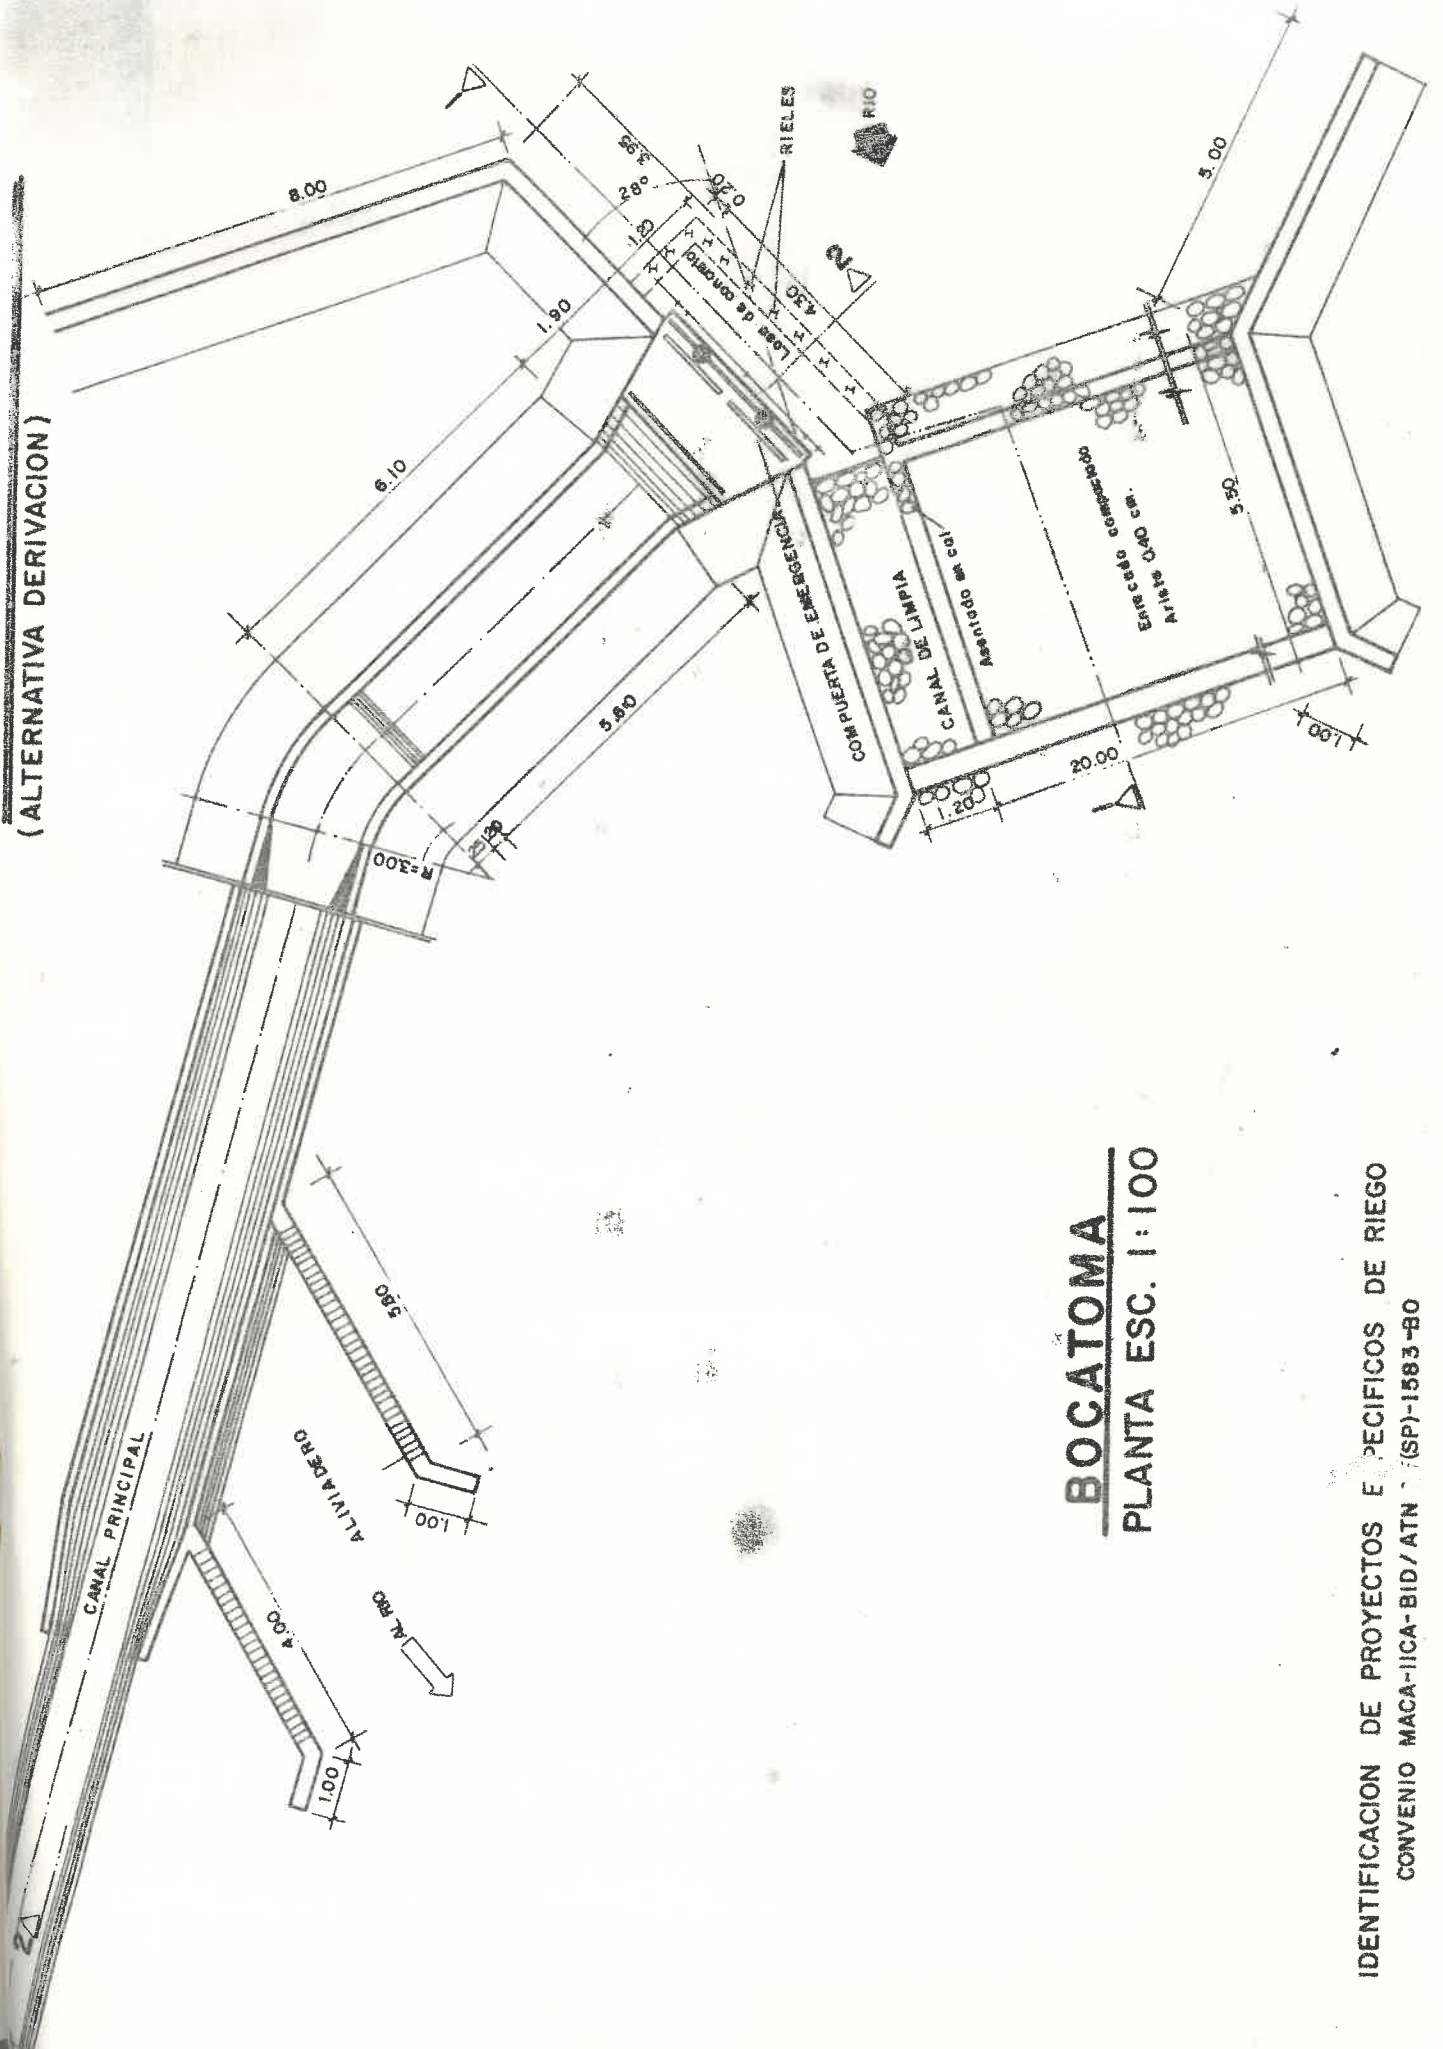 (ALTERNATIVA DERIVACION)
8.00
3.95
28°
0.20
RIELES
RIO
1.20
1.90
Losa de concreto
4.30
2
6.10
5.00
5.50
COMPUERTA DE EMERGENCIA
CANAL DE LIMPIA
Asentado en cal
Enrocado compactado
Arista 0.40 cm.
20.00
1.20
1.00
R=3.00
CANAL PRINCIPAL
5.80
ALIVIADERO
1.00
4.00
AL RIO
1.00
2
BOCATOMA
PLANTA ESC. 1:100
IDENTIFICACION DE PROYECTOS E PECIFICOS DE RIEGO
CONVENIO MACA-IICA-BID/ATN (SP)-1583-BO